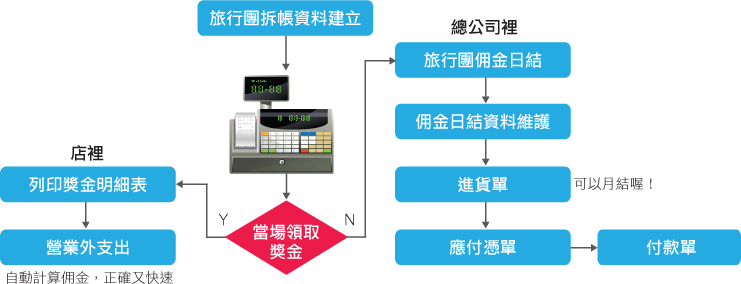 旅行團拆帳資料建立
總公司裡
旅行團佣金日結
佣金日結資料維護
店裡
列印獎金明細表
進貨單
可以月結喔！
Y
N
當場領取
獎金
營業外支出
應付憑單
付款單
自動計算佣金，正確又快速